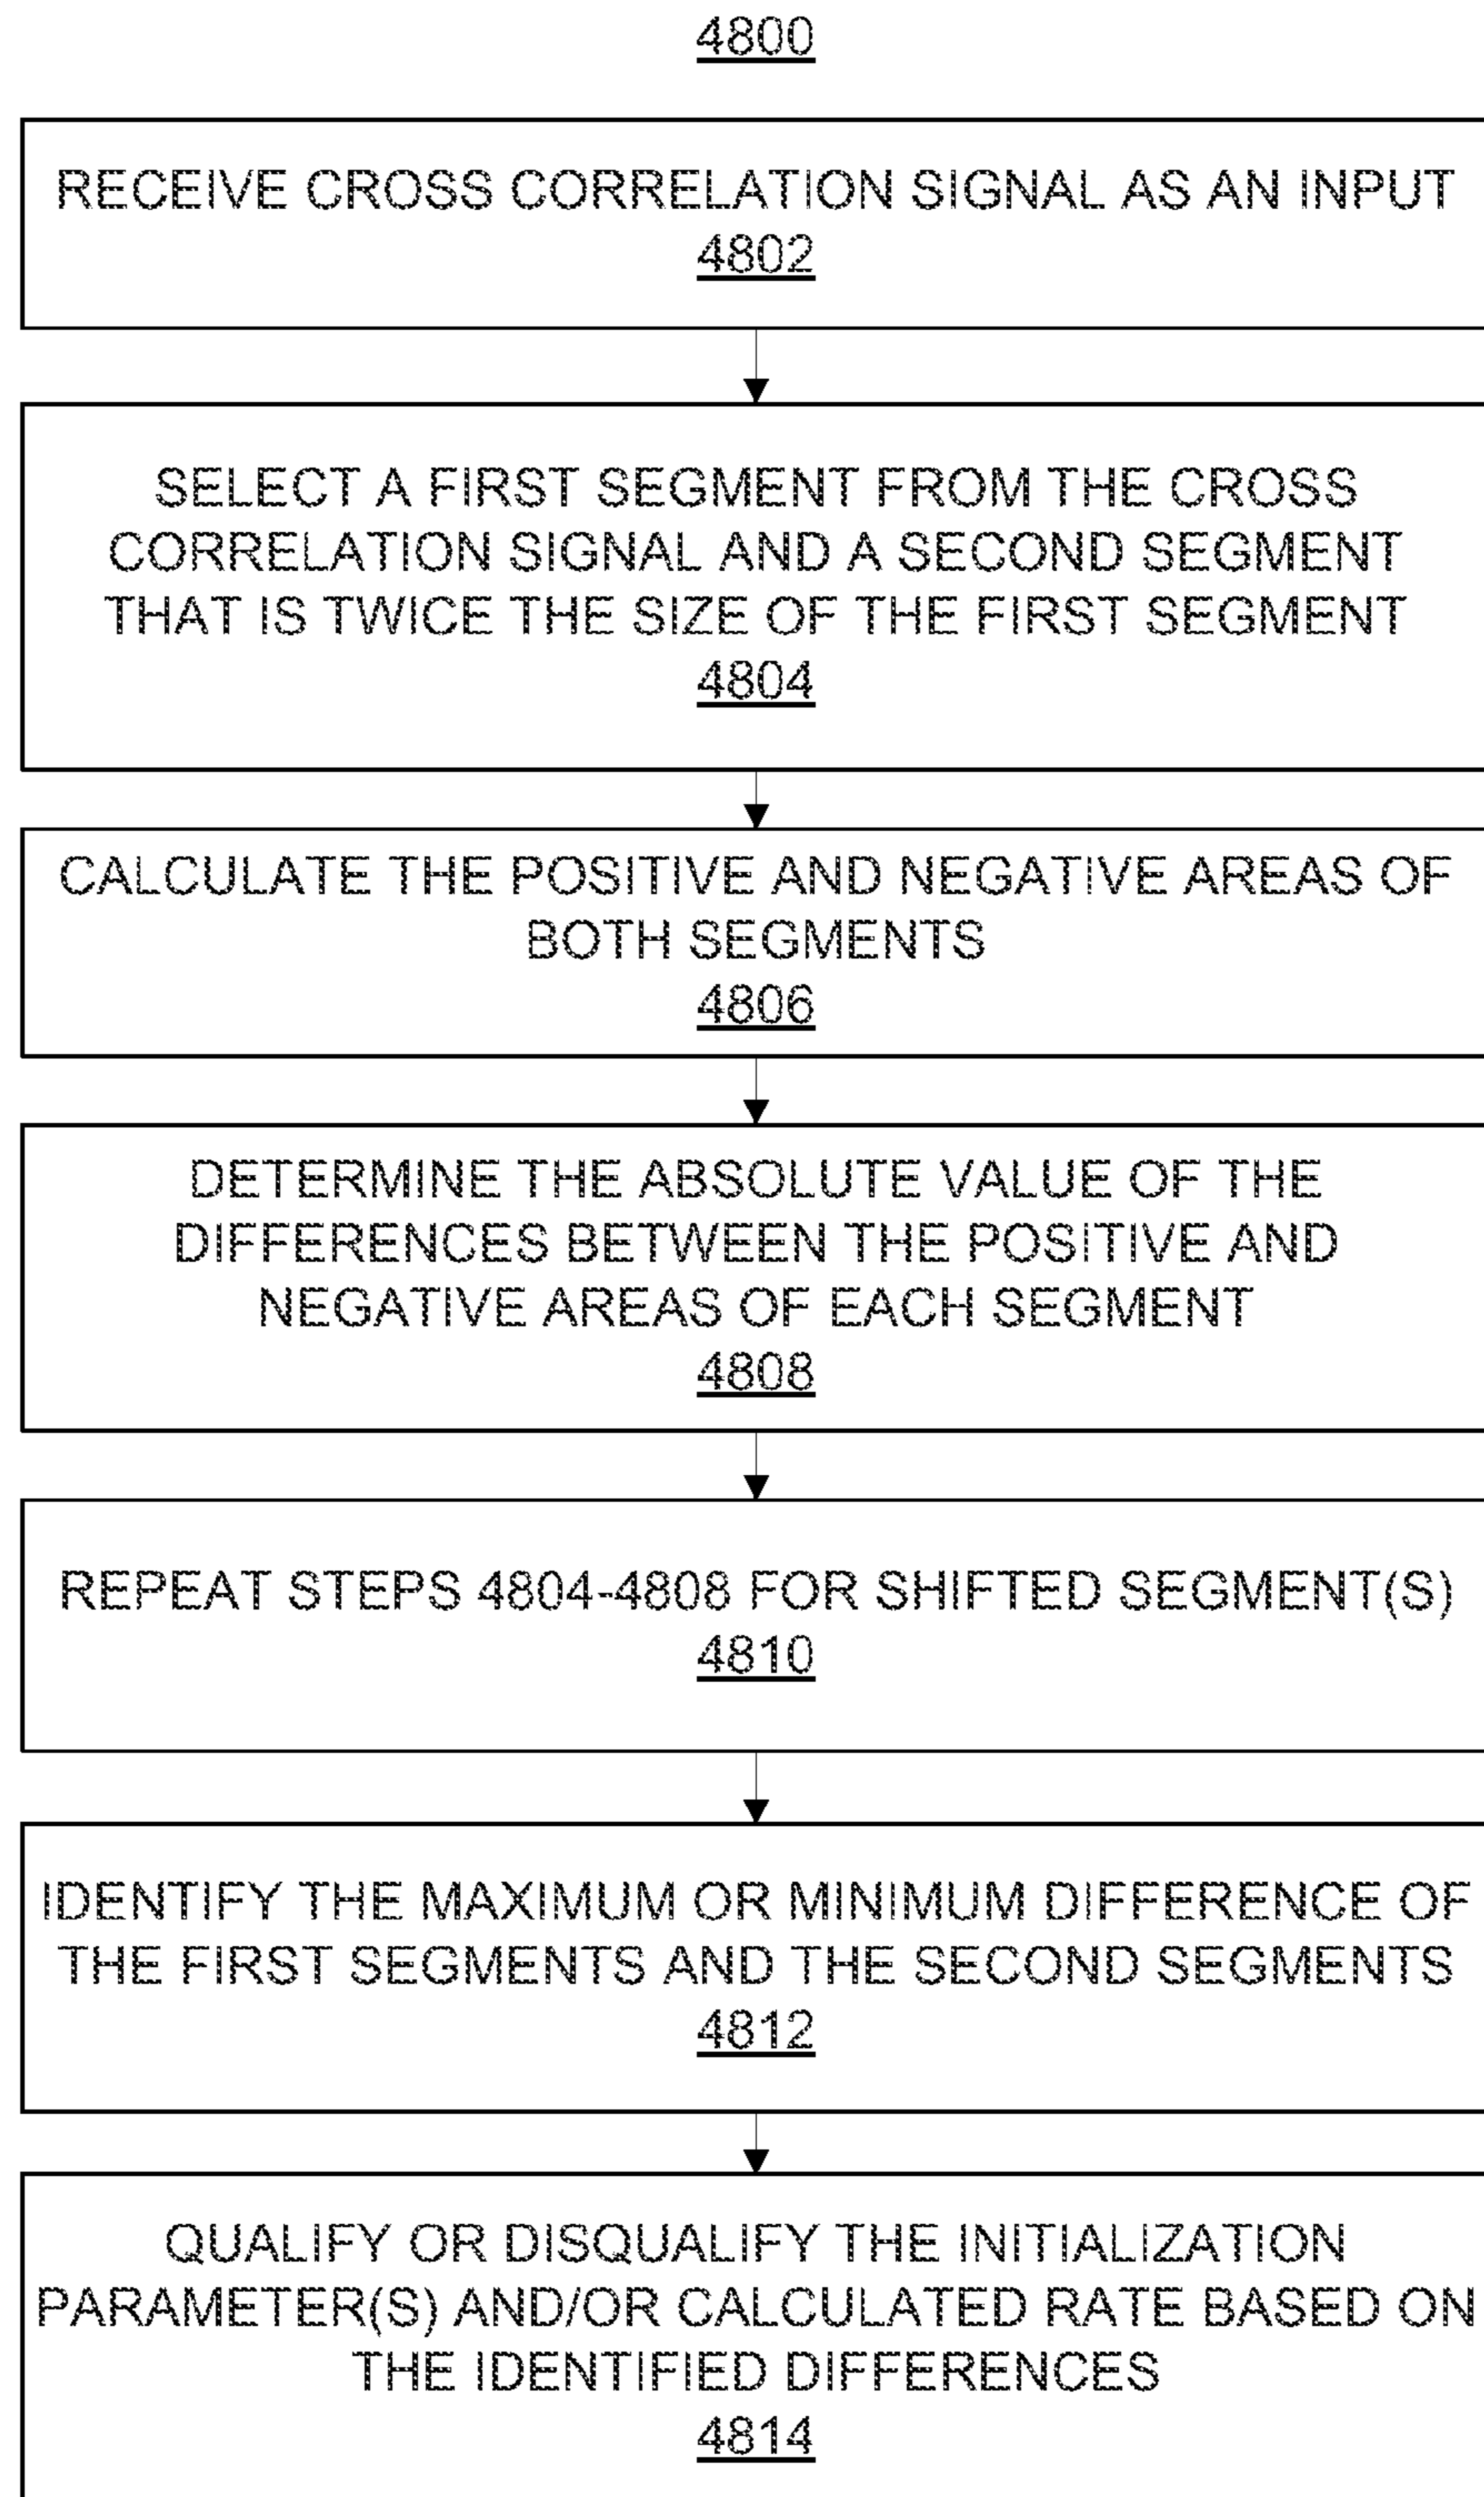 4800
RECEIVE CROSS CORRELATION SIGNAL AS AN INPUT
4802
SELECT A FIRST SEGMENT FROM THE CROSS
CORRELATION SIGNAL AND A SECOND SEGMENT
THAT IS TWICE THE SIZE OF THE FIRST SEGMENT
4804
CALCULATE THE POSITIVE AND NEGATIVE AREAS OF
BOTH SEGMENTS
4806
DETERMINE THE ABSOLUTE VALUE OF THE
DIFFERENCES BETWEEN THE POSITIVE AND
NEGATIVE AREAS OF EACH SEGMENT
4808
REPEAT STEPS 4804-4808 FOR SHIFTED SEGMENT(S)
4810
IDENTIFY THE MAXIMUM OR MINIMUM DIFFERENCE OF
THE FIRST SEGMENTS AND THE SECOND SEGMENTS
4812
QUALIFY OR DISQUALIFY THE INITIALIZATION
PARAMETER(S) AND/OR CALCULATED RATE BASED ON
THE IDENTIFIED DIFFERENCES
4814